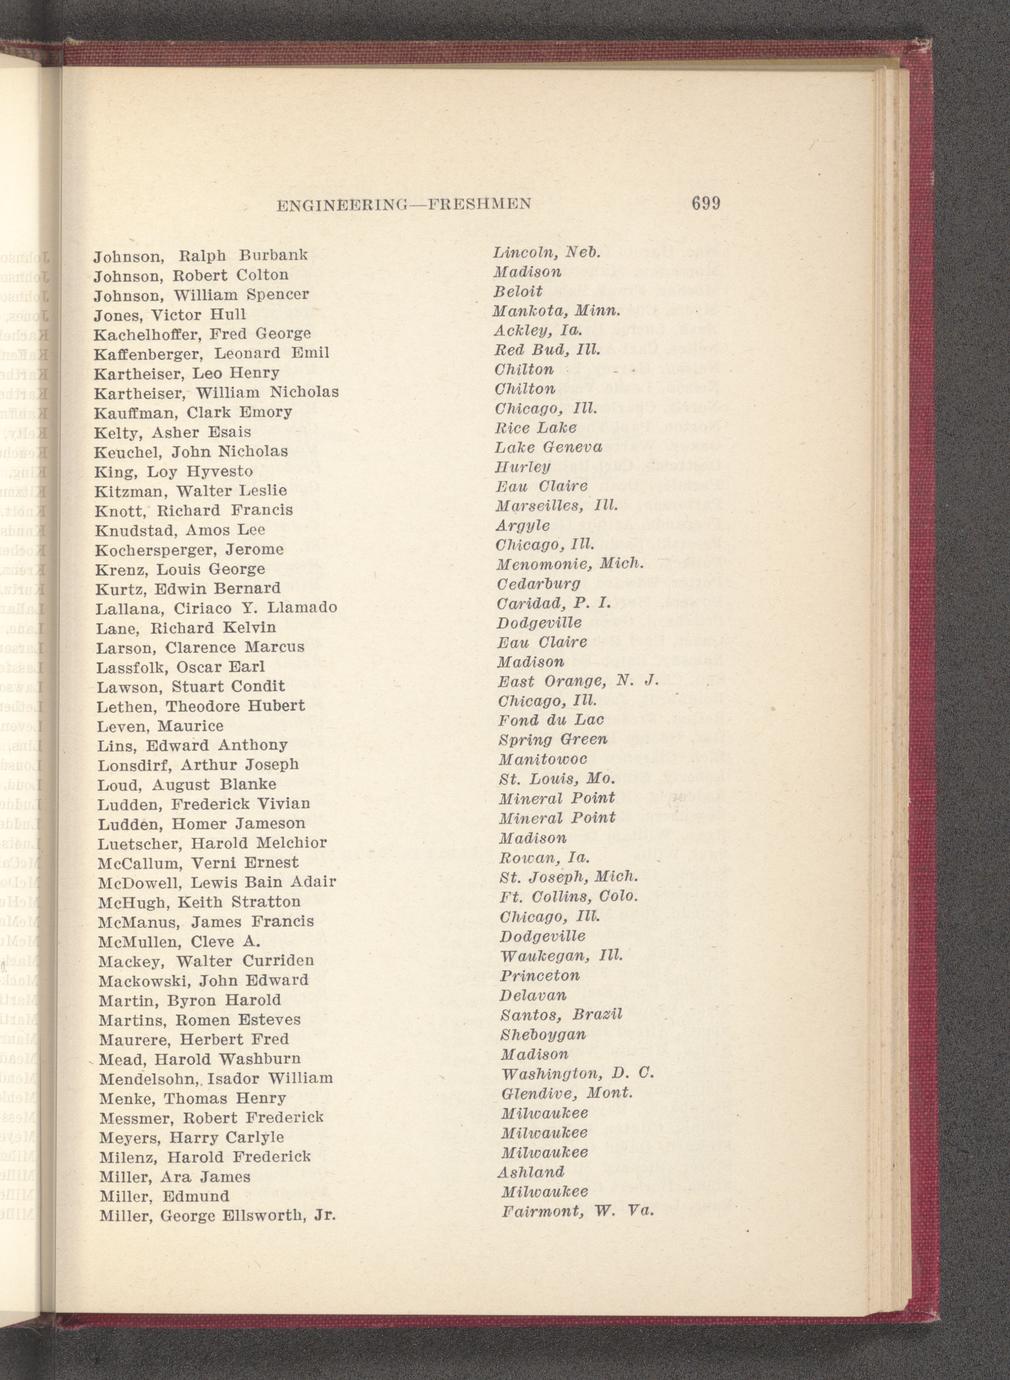 ENGINEERING—FRESHMEN 699
Johnson, Ralph Burbank Lincoln, Neb.
Johnson, Robert Colton Madison
Johnson, William Spencer Beloit
Jones, Victor Hull Mankota, Minn.
Kachelhoffer, Fred George Ackley, Ia.
Kaffenberger, Leonard Emil Red Bud, Ill.
Kartheiser, Leo Henry Chilton
Kartheiser, William Nicholas Chilton
Kauffman, Clark Emory Chicago, Ill.
Kelty, Asher Esais Rice Lake
Keuchel, John Nicholas Lake Geneva
King, Loy Hyvesto Hurley
Kitzman, Walter Leslie Eau Claire
Knott, Richard Francis Marseilles, Ill.
Knudstad, Amos Lee Argyle
Kochersperger, Jerome Chicago, Ill.
Krenz, Louis George Menomonie, Mich.
Kurtz, Edwin Bernard Cedarburg
Lallana, Ciriaco Y. Llamado Caridad, P. I.
Lane, Richard Kelvin Dodgeville
Larson, Clarence Marcus Eau Claire
Lassfolk, Oscar Earl Madison
Lawson, Stuart Condit East Orange, N. J.
Lethen, Theodore Hubert Chicago, Ill.
Leven, Maurice Fond du Lac
Lins, Edward Anthony Spring Green
Lonsdirf, Arthur Joseph Manitowoc
Loud, August Blanke St. Louis, Mo.
Ludden, Frederick Vivian Mineral Point
Ludden, Homer Jameson Mineral Point
Luetscher, Harold Melchior Madison
McCallum, Verni Ernest Rowan, Ia.
McDowell, Lewis Bain Adair St. Joseph, Mich.
McHugh, Keith Stratton Ft. Collins, Colo.
McManus, James Francis Chicago, Ill.
McMullen, Cleve A. Dodgeville
Mackey, Walter Curriden Waukegan, Ill.
Mackowski, John Edward Princeton
Martin, Byron Harold Delavan
Martins, Romen Esteves Santos, Brazil
Maurere, Herbert Fred Sheboygan
Mead, Harold Washburn Madison
Mendelsohn, Isador William Washington, D. C.
Menke, Thomas Henry Glendive, Mont.
Messmer, Robert Frederick Milwaukee
Meyers, Harry Carlyle Milwaukee
Milenz, Harold Frederick Milwaukee
Miller, Ara James Ashland
Miller, Edmund Milwaukee
Miller, George Ellsworth, Jr. Fairmont, W. Va.